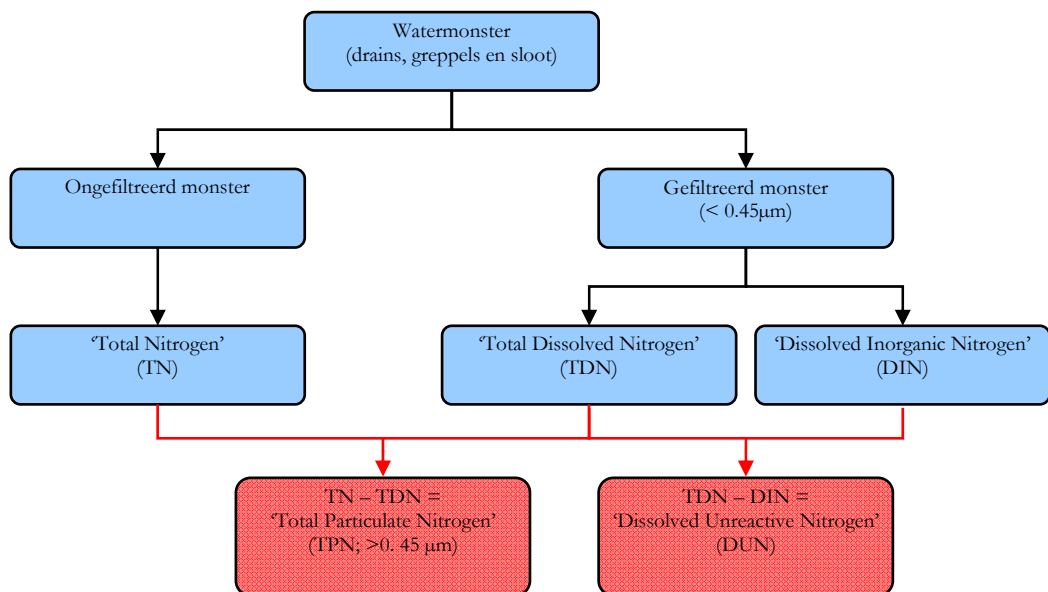 Watermonster
(drains, greppels en sloot)
Ongefiltreerd monster
Gefiltreerd monster
(< 0.45µm)
‘Total Nitrogen’
(TN)
‘Total Dissolved Nitrogen’
(TDN)
‘Dissolved Inorganic Nitrogen’
(DIN)
TN – TDN =
‘Total Particulate Nitrogen’
(TPN; >0. 45 µm)
TDN – DIN =
‘Dissolved Unreactive Nitrogen’
(DUN)